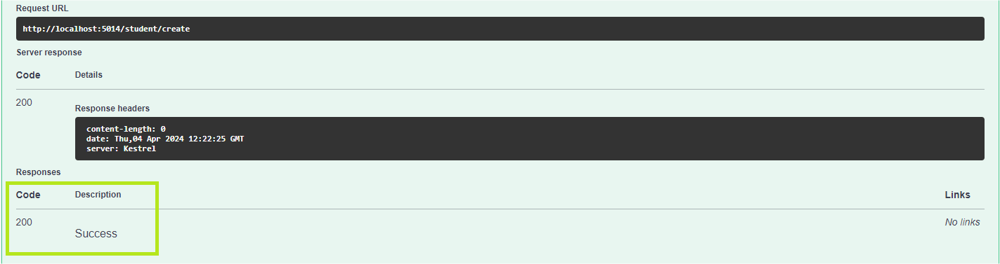 Request URL
http://localhost:5014/student/create
Server response
Code Details
200
Response headers
content-length: 0
date: Thu,04 Apr 2024 12:22:25 GMT
server: Kestrel
Responses
Code Description Links
200 No links
Success